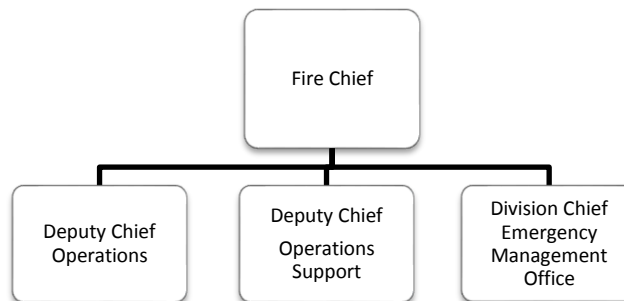 Fire Chief
Deputy Chief
Operations
Deputy Chief
Operations
Support
Division Chief
Emergency
Management
Office